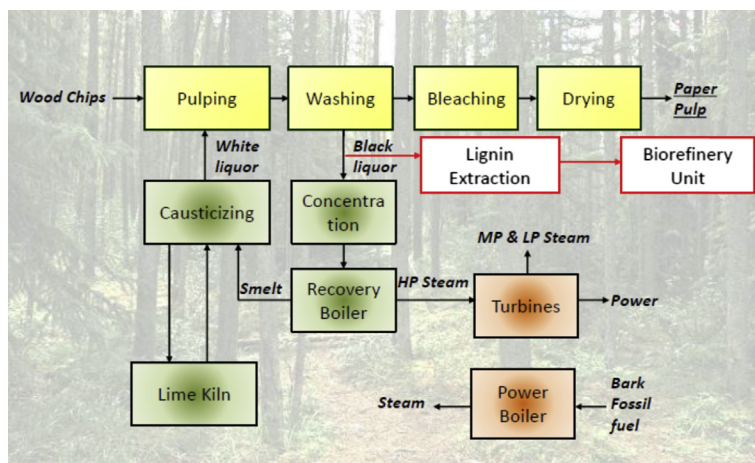 Wood Chips
Pulping
Washing
Bleaching
Drying
Paper
Pulp
White
liquor
Black
liquor
Lignin
Extraction
Biorefinery
Unit
Causticizing
Concentra
tion
MP & LP Steam
Smelt
Recovery
Boiler
HP Steam
Turbines
Power
Lime Kiln
Steam
Power
Boiler
Bark
Fossil
fuel